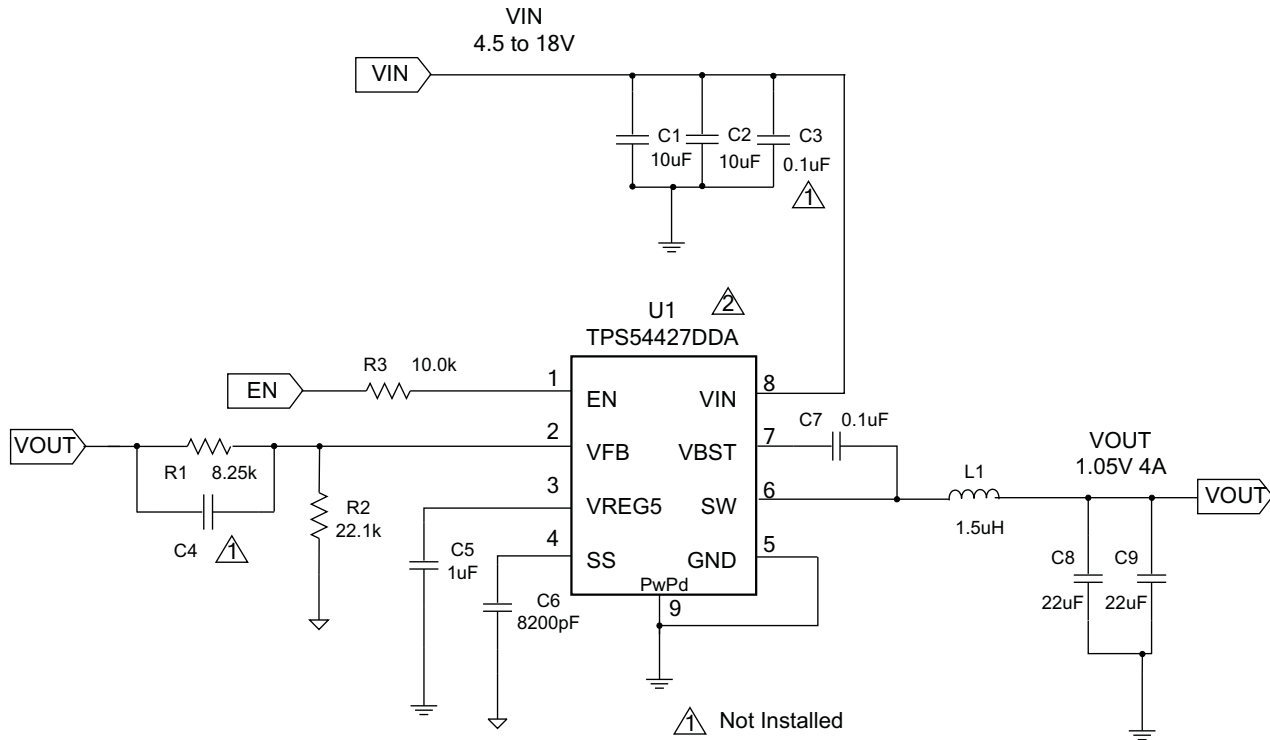 VIN
4.5 to 18V
VIN
C1
10uF
C2
10uF
C3
0.1uF
1
U1
2
TPS54427DDA
EN
R3 10.0k
1
EN
VIN
8
VOUT
R1 8.25k
C4
1
R2
22.1k
2
VFB
VBST
7
C7
0.1uF
3
VREG5
SW
6
L1
1.5uH
VOUT
1.05V 4A
VOUT
4
SS
GND
5
PwPd
9
C5
1uF
C6
8200pF
C8
22uF
C9
22uF
1 Not Installed